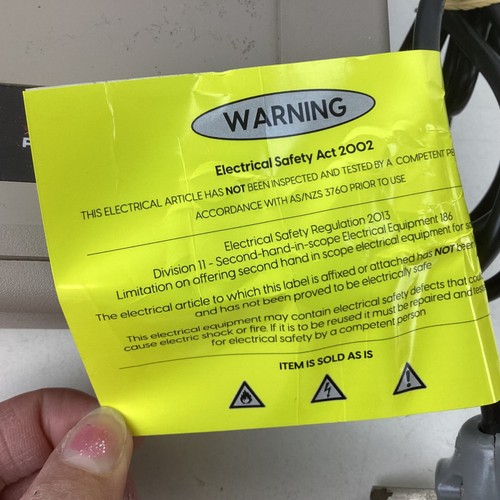 WARNING
Electrical Safety Act 2002
THIS ELECTRICAL ARTICLE HAS NOT BEEN INSPECTED AND TESTED BY A COMPETENT PE
ACCORDANCE WITH AS/NZS 3760 PRIOR TO USE
Electrical Safety Regulation 2013
Division 11 - Second-hand-in-scope Electrical Equipment 186
Limitation on offering second hand in scope electrical equipment for sa
The electrical article to which this label is affixed or attached has NOT been
and has not been proved to be electrically safe
This electrical equipment may contain electrical safety defects that cou
cause electric shock or fire. If it is to be reused it must be repaired and test
for electrical safety by a competent person
ITEM IS SOLD AS IS